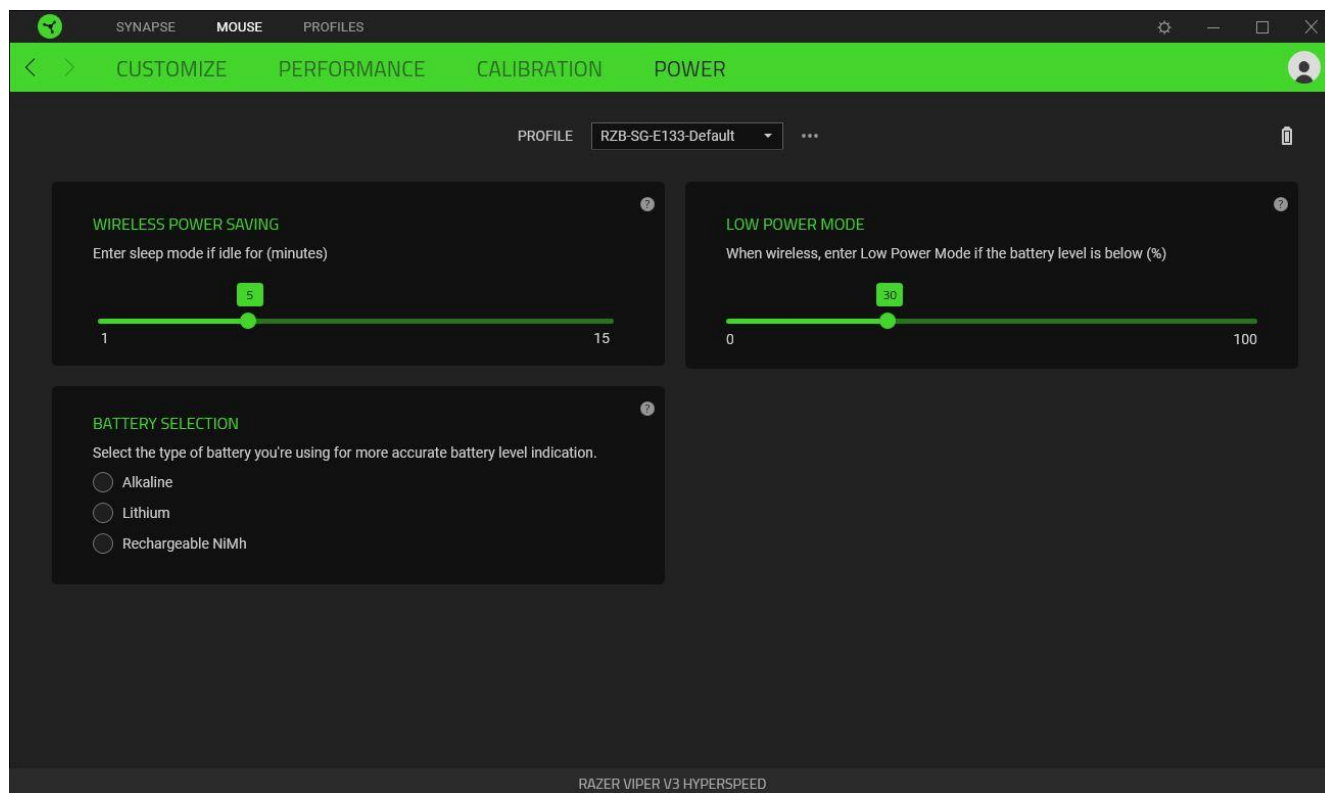 SYNAPSE MOUSE PROFILES
CUSTOMIZE PERFORMANCE CALIBRATION POWER
PROFILE RZB-SG-E133-Default
WIRELESS POWER SAVING
Enter sleep mode if idle for (minutes)
5
1 15
LOW POWER MODE
When wireless, enter Low Power Mode if the battery level is below (%)
30
0 100
BATTERY SELECTION
Select the type of battery you're using for more accurate battery level indication.
Alkaline
Lithium
Rechargeable NiMh
RAZER VIPER V3 HYPERSPEED